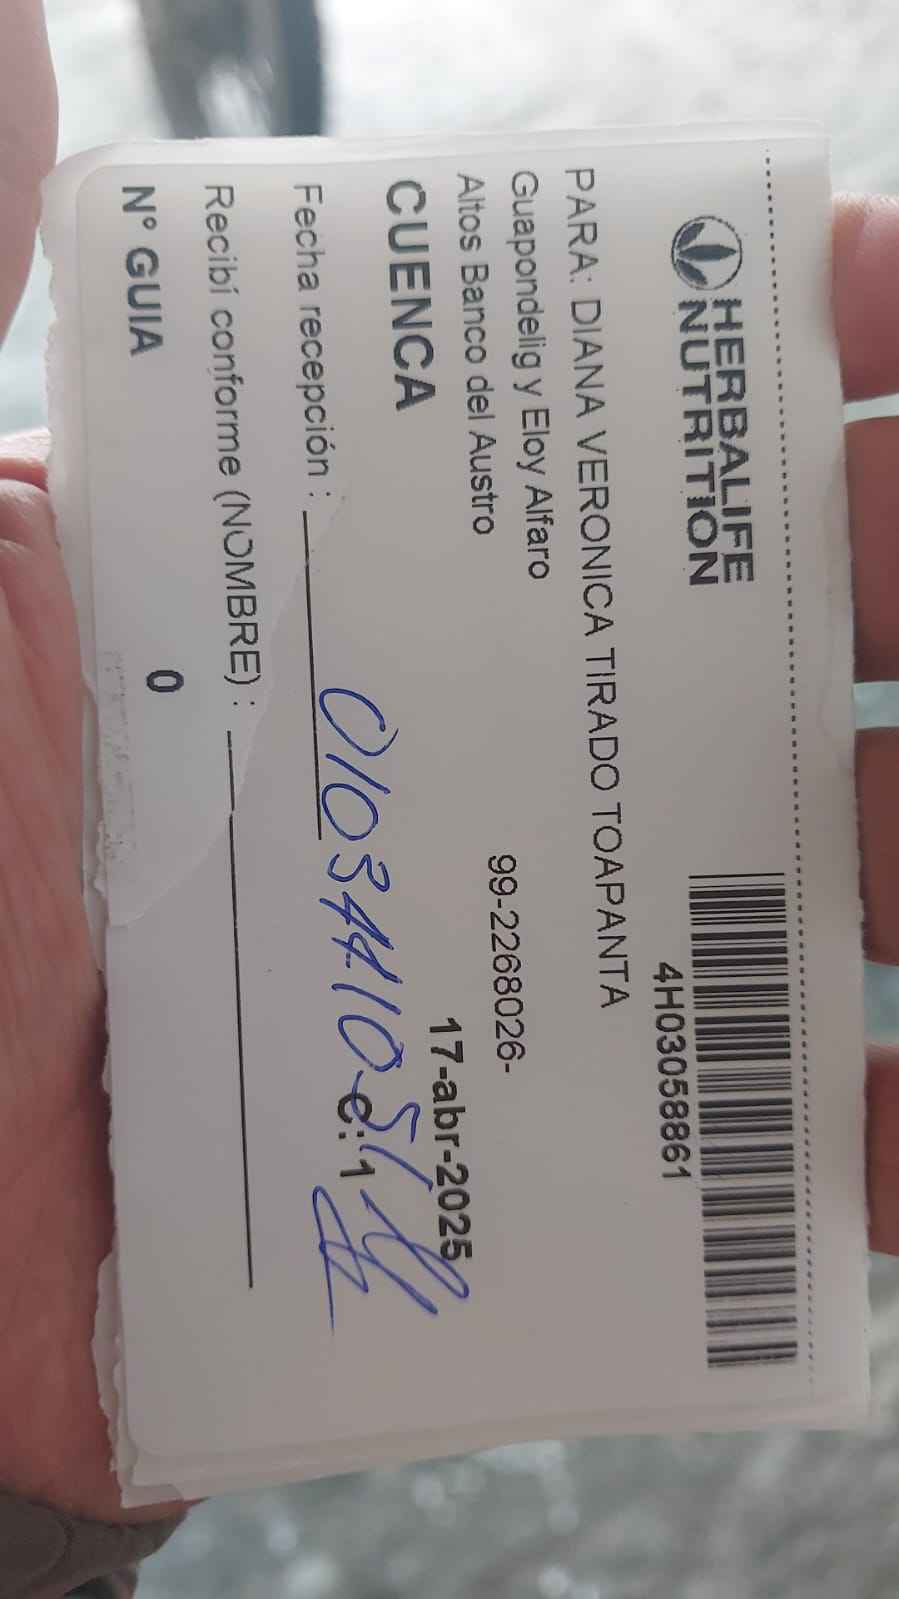 HERBALIFE
NUTRITION
4H03058861
PARA: DIANA VERONICA TIRADO TOAPANTA
Guapondelig y Eloy Alfaro
99-2268026-
Altos Banco del Austro
17-abr-2025
CUENCA
C:1
Fecha recepción :
Recibí conforme (NOMBRE) :
Nº GUIA 0